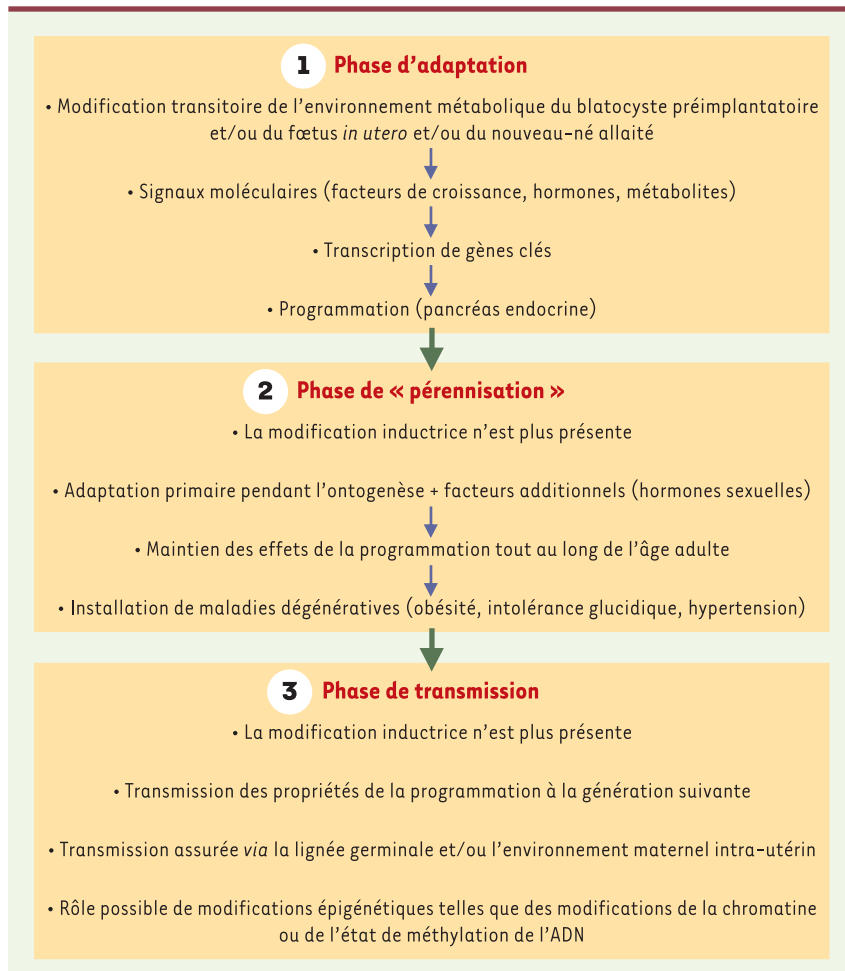 1 Phase d’adaptation
• Modification transitoire de l’environnement métabolique du blatocyste préimplantatoire
et/ou du fœtus in utero et/ou du nouveau-né allaité
• Signaux moléculaires (facteurs de croissance, hormones, métabolites)
• Transcription de gènes clés
• Programmation (pancréas endocrine)
2 Phase de « pérennisation »
• La modification inductrice n’est plus présente
• Adaptation primaire pendant l’ontogenèse + facteurs additionnels (hormones sexuelles)
• Maintien des effets de la programmation tout au long de l’âge adulte
• Installation de maladies dégénératives (obésité, intolérance glucidique, hypertension)
3 Phase de transmission
• La modification inductrice n’est plus présente
• Transmission des propriétés de la programmation à la génération suivante
• Transmission assurée via la lignée germinale et/ou l’environnement maternel intra-utérin
• Rôle possible de modifications épigénétiques telles que des modifications de la chromatine
ou de l’état de méthylation de l’ADN